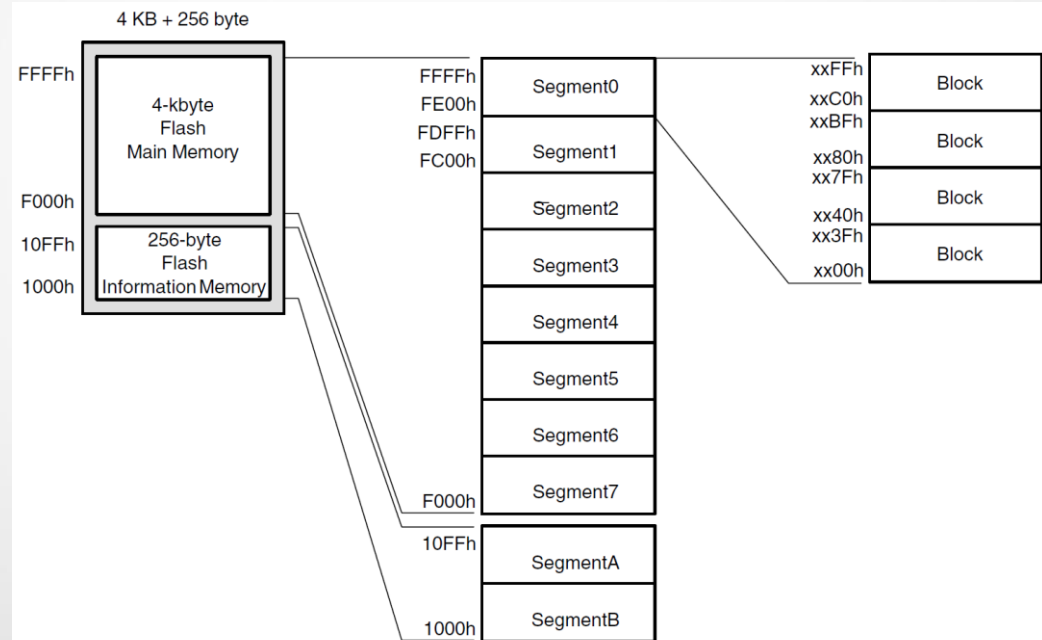 4 KB + 256 byte
FFFFh
4-kbyte
Flash
Main Memory
F000h
10FFh
256-byte
Flash
Information Memory
1000h
FFFFh
Segment0
FE00h
FDFFh
Segment1
FC00h
Segment2
Segment3
Segment4
Segment5
Segment6
Segment7
F000h
10FFh
SegmentA
SegmentB
1000h
xxFFh
Block
xxC0h
xxBFh
Block
xx80h
xx7Fh
Block
xx40h
xx3Fh
Block
xx00h